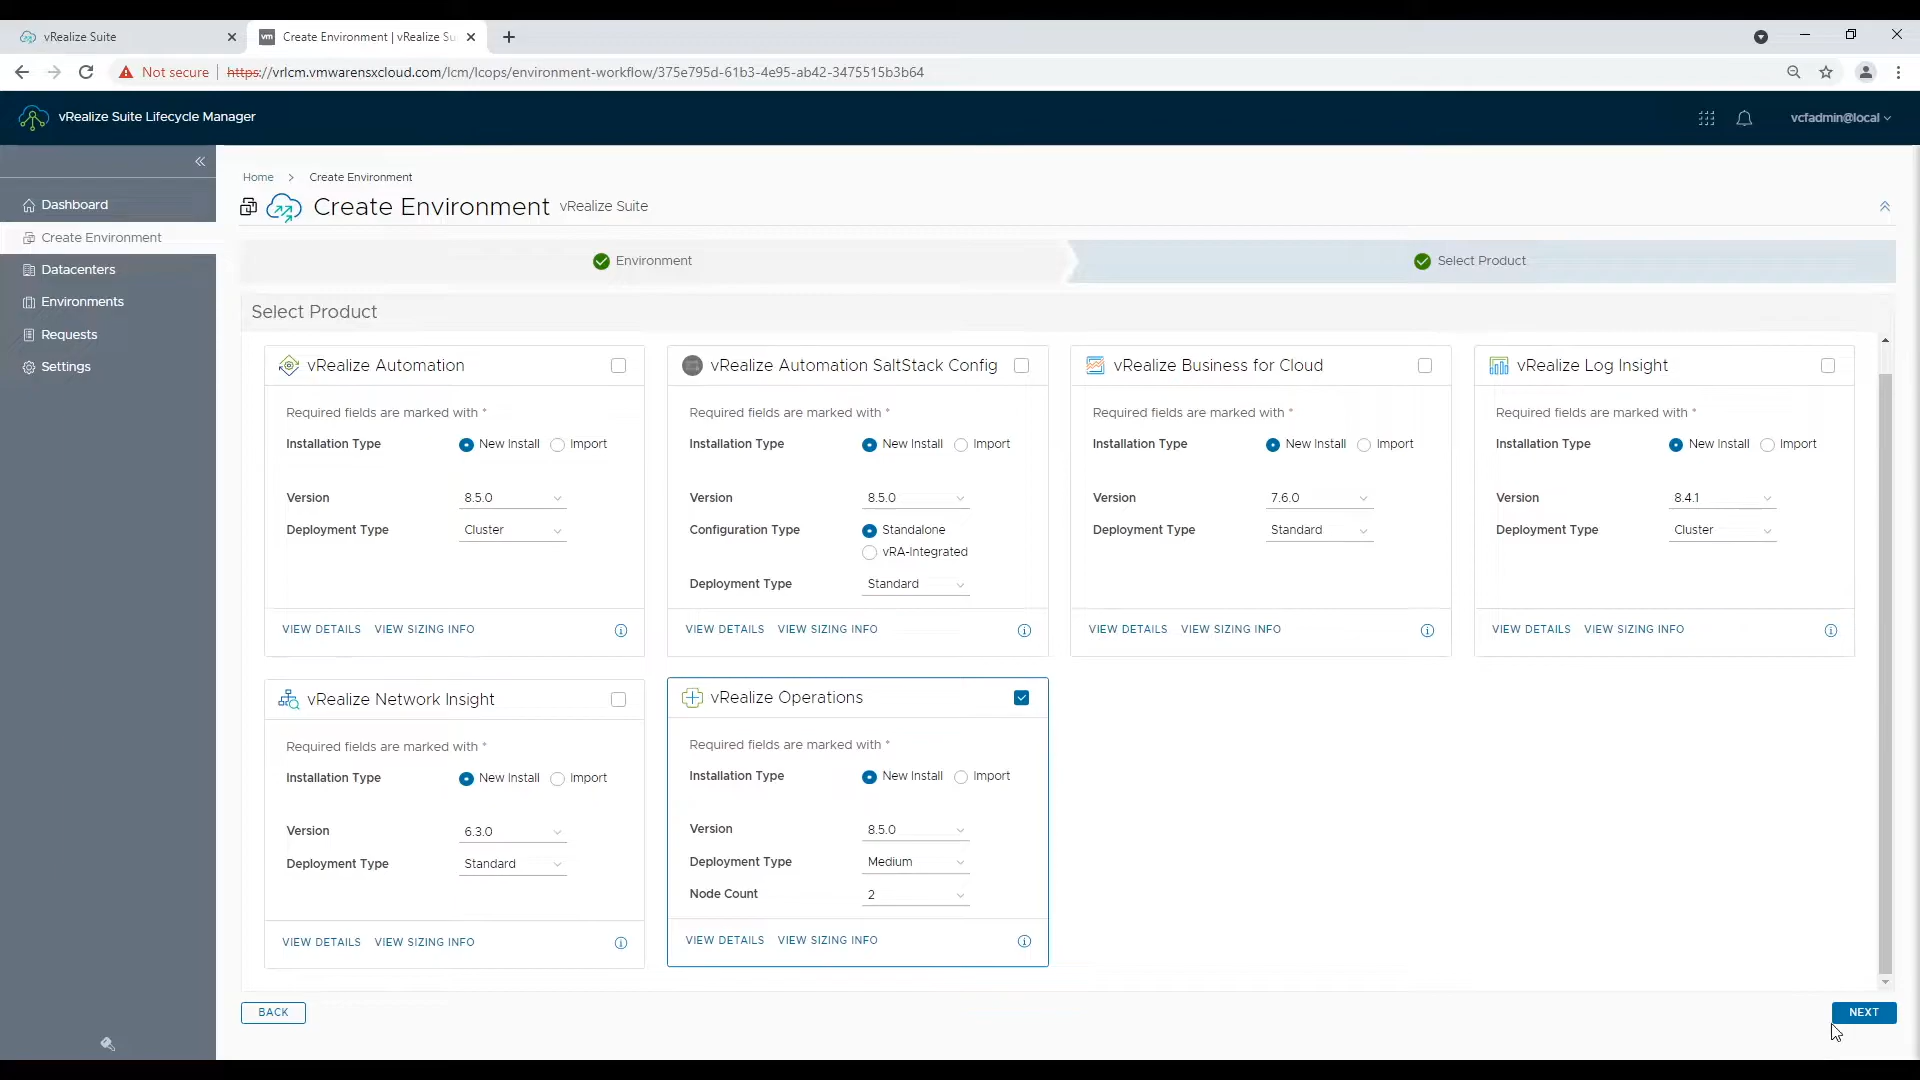 vRealize Suite
vm Create Environment | vRealize Su
Not secure https://vrlcm.vmwarensxcloud.com/lcm/lcops/environment-workflow/375e795d-61b3-4e95-ab42-3475515b3b64
vRealize Suite Lifecycle Manager
vcfadmin@local
Dashboard
Create Environment
Datacenters
Environments
Requests
Settings
Home > Create Environment
Create Environment vRealize Suite
Environment
Select Product
Select Product
vRealize Automation
Required fields are marked with *
Installation Type New Install Import
Version 8.5.0
Deployment Type Cluster
VIEW DETAILS VIEW SIZING INFO
vRealize Automation SaltStack Config
Required fields are marked with *
Installation Type New Install Import
Version 8.5.0
Configuration Type Standalone
vRA-Integrated
Deployment Type Standard
VIEW DETAILS VIEW SIZING INFO
vRealize Business for Cloud
Required fields are marked with *
Installation Type New Install Import
Version 7.6.0
Deployment Type Standard
VIEW DETAILS VIEW SIZING INFO
vRealize Log Insight
Required fields are marked with *
Installation Type New Install Import
Version 8.4.1
Deployment Type Cluster
VIEW DETAILS VIEW SIZING INFO
vRealize Network Insight
Required fields are marked with *
Installation Type New Install Import
Version 6.3.0
Deployment Type Standard
VIEW DETAILS VIEW SIZING INFO
vRealize Operations
Required fields are marked with *
Installation Type New Install Import
Version 8.5.0
Deployment Type Medium
Node Count 2
VIEW DETAILS VIEW SIZING INFO
BACK
NEXT